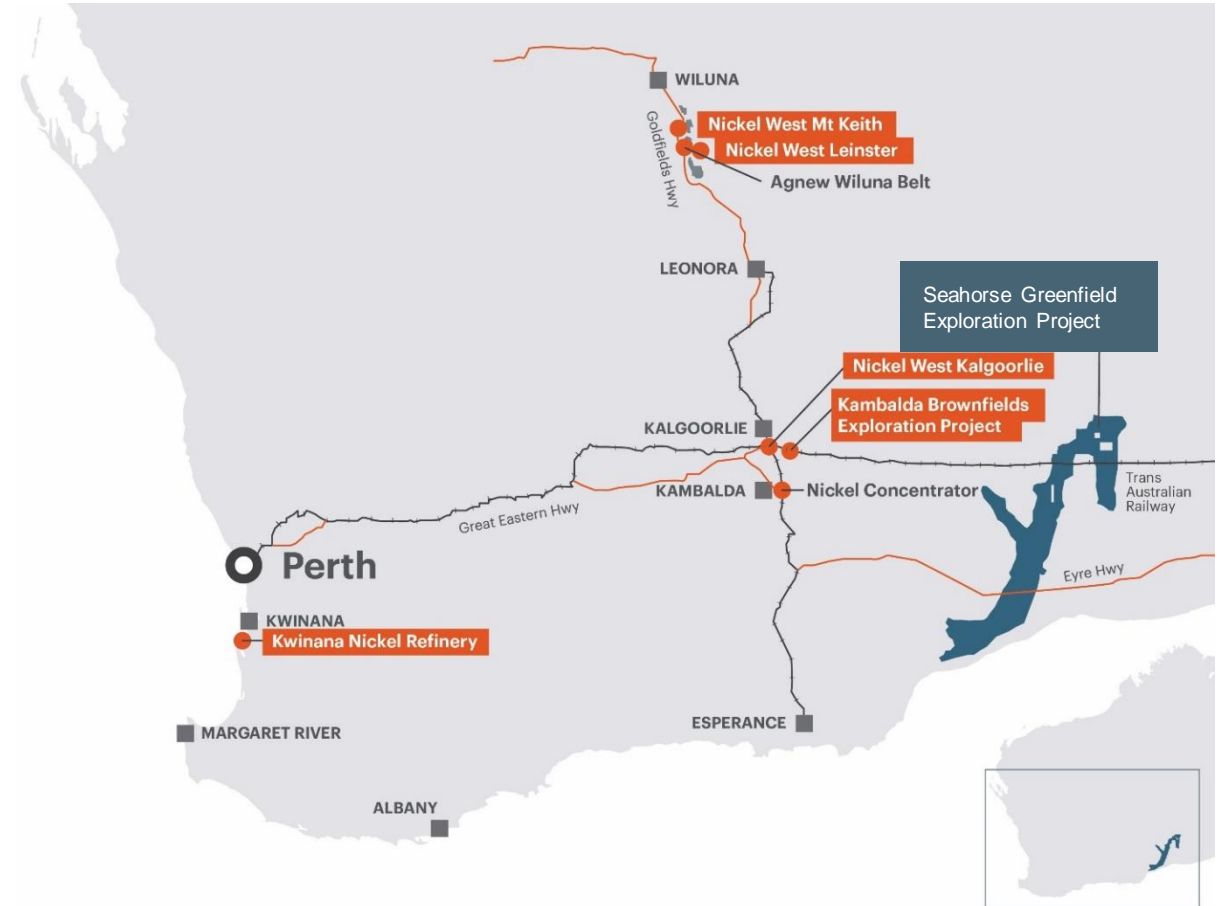 WILUNA
Goldfields Hwy
Nickel West Mt Keith
Nickel West Leinster
Agnew Wiluna Belt
LEONORA
Seahorse Greenfield
Exploration Project
Nickel West Kalgoorlie
Kambalda Brownfields
Exploration Project
KALGOORLIE
KAMBALDA
Nickel Concentrator
Trans
Australian
Railway
Great Eastern Hwy
Perth
Eyre Hwy
KWINANA
Kwinana Nickel Refinery
MARGARET RIVER
ESPERANCE
ALBANY